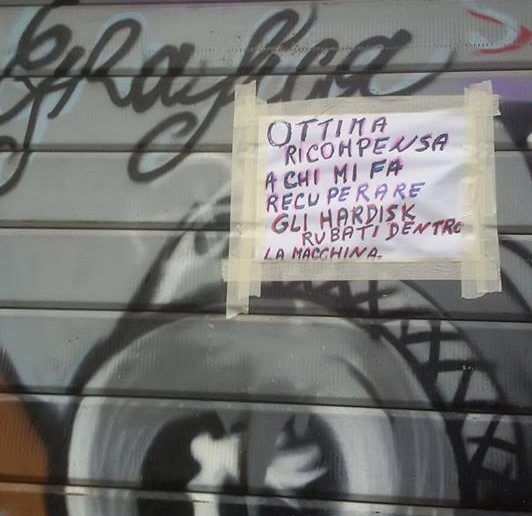 Grafica
OTTIMA
RICOMPENSA
A CHI MI FA
RECUPERARE
GLI HARDISK
RUBATI DENTRO
LA MACCHINA.